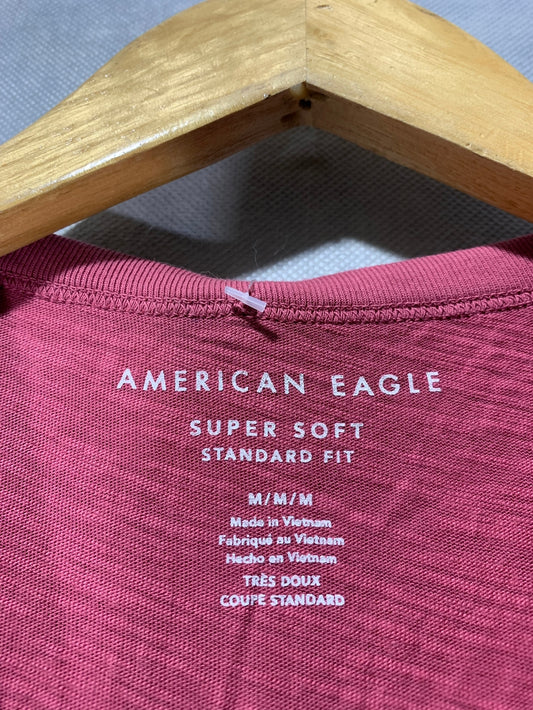 AMERICAN EAGLE
SUPER SOFT
STANDARD FIT
M/M/M
Made in Vietnam
Fabriqué au Vietnam
Hecho en Vietnam
TRÈS DOUX
COUPE STANDARD